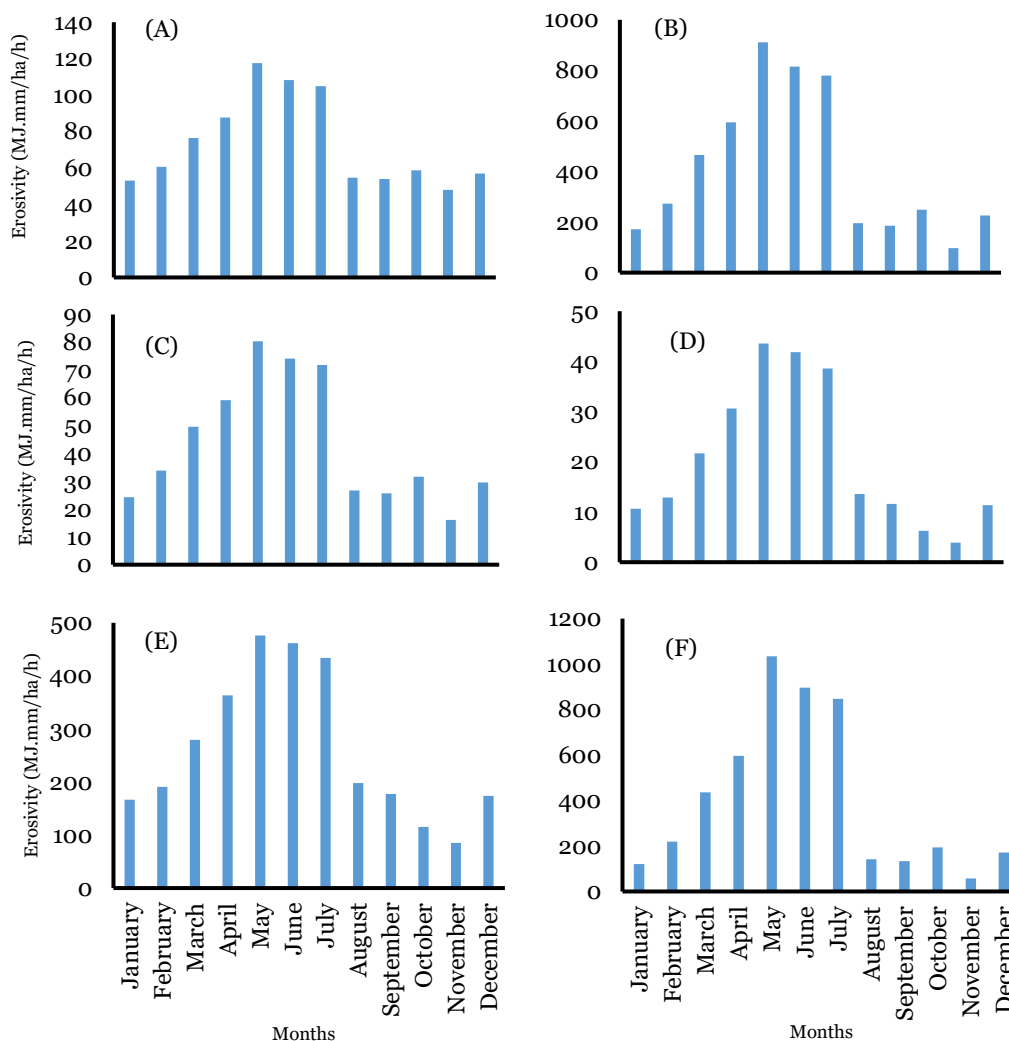 (A)
Erosivity (MJ.mm/ha/h)
140
120
100
80
60
40
20
0
(B)
1000
800
600
400
200
0
(C)
Erosivity (MJ.mm/ha/h)
90
80
70
60
50
40
30
20
10
0
(D)
50
40
30
20
10
0
(E)
Erosivity (MJ.mm/ha/h)
500
400
300
200
100
0
January
February
March
April
May
June
July
August
September
October
November
December
Months
(F)
1200
1000
800
600
400
200
0
January
February
March
April
May
June
July
August
September
October
November
December
Months